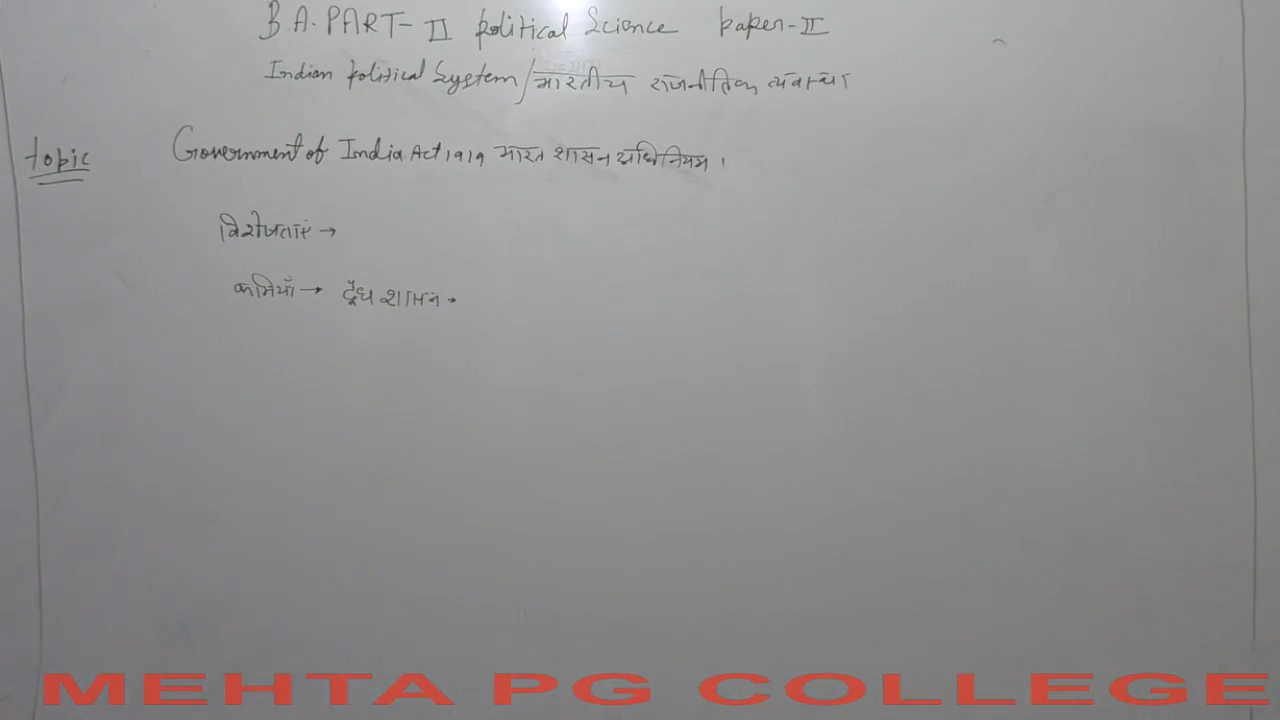 B.A. PART-II Political Science Paper-II
Indian Political System/भारतीय राजनीतिक व्यवस्था
Topic Government of India Act 1919 भारत शासन अधिनियम ।
विशेषताएं →
कमियाँ → द्वैध शासन •
MEHTA PG COLLEGE